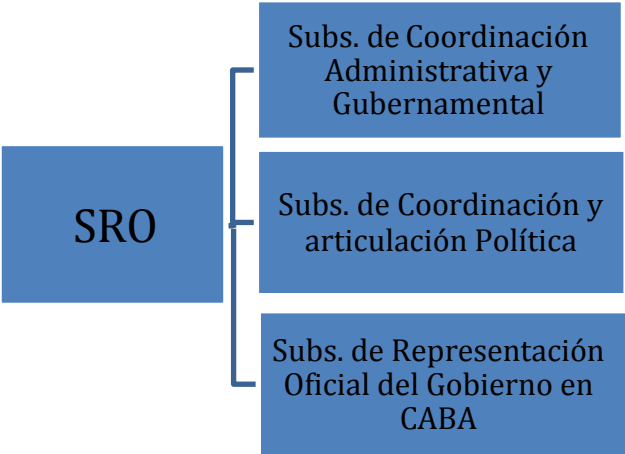 SRO
Subs. de Coordinación
Administrativa y
Gubernamental
Subs. de Coordinación y
articulación Política
Subs. de Representación
Oficial del Gobierno en
CABA